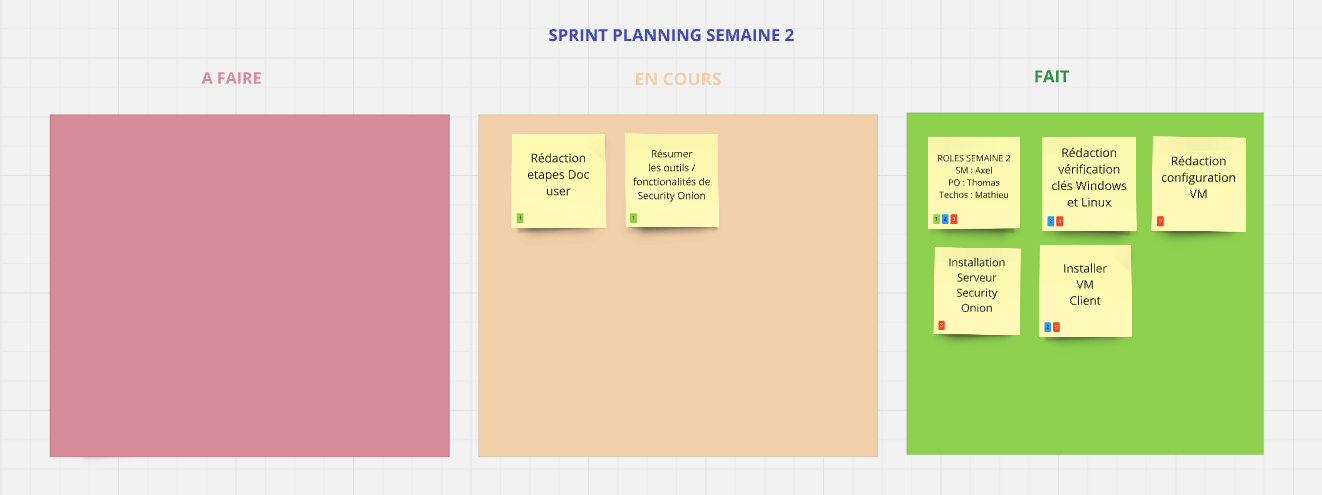 SPRINT PLANNING SEMAINE 2
A FAIRE
EN COURS
FAIT
Rédaction
etapes Doc
user
Résumer
les outils /
fonctionalités de
Security Onion
ROLES SEMAINE 2
SM : Axel
PO : Thomas
Techos : Mathieu
Rédaction
vérification
clés Windows
et Linux
Rédaction
configuration
VM
Installation
Serveur
Security
Onion
Installer
VM
Client